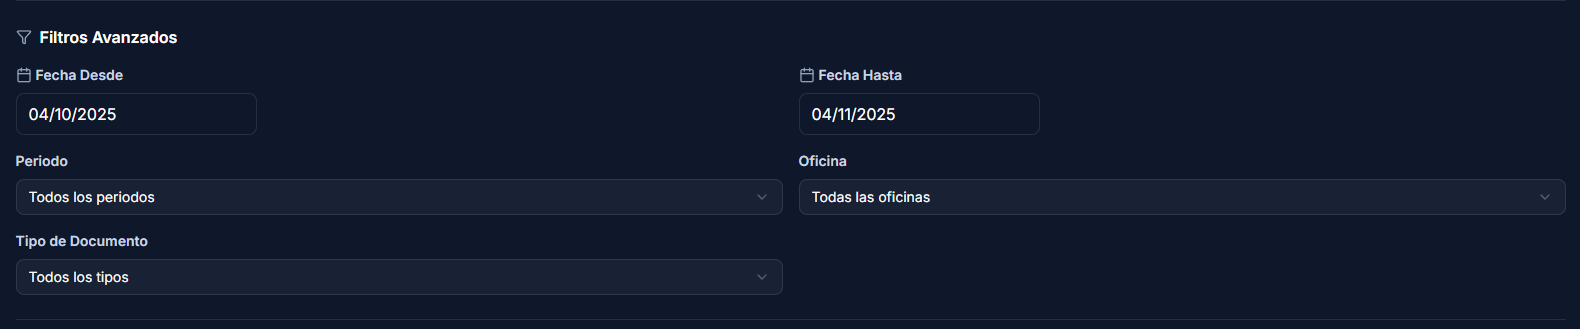 Filtros Avanzados
Fecha Desde
Fecha Hasta
04/10/2025
04/11/2025
Periodo
Oficina
Todos los periodos
Todas las oficinas
Tipo de Documento
Todos los tipos